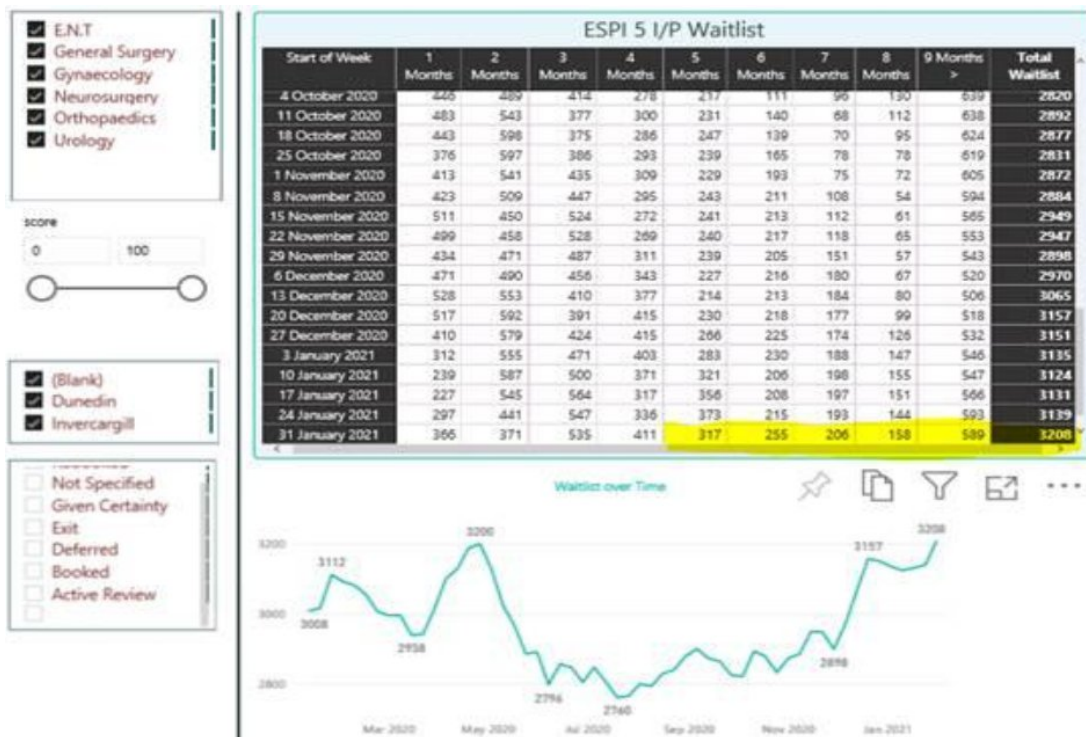 E.N.T
General Surgery
Gynaecology
Neurosurgery
Orthopaedics
Urology
score
0 100
(Blank)
Dunedin
Invercargill
Not Specified
Given Certainty
Exit
Deferred
Booked
Active Review
ESPI 5 I/P Waitlist
Start of Week 1 Months 2 Months 3 Months 4 Months 5 Months 6 Months 7 Months 8 Months 9 Months > Total Waitlist
4 October 2020 446 489 414 278 217 111 96 130 639 2820
11 October 2020 483 543 377 300 231 140 68 112 638 2892
18 October 2020 443 598 375 286 247 139 70 95 624 2877
25 October 2020 376 597 386 293 239 165 78 78 619 2831
1 November 2020 413 541 435 309 229 193 75 72 605 2872
8 November 2020 423 509 447 295 243 211 108 54 594 2884
15 November 2020 511 450 524 272 241 213 112 61 565 2949
22 November 2020 499 458 528 269 240 217 118 65 553 2947
29 November 2020 434 471 487 311 239 205 151 57 543 2898
6 December 2020 471 490 456 343 227 216 180 67 520 2970
13 December 2020 528 553 410 377 214 213 184 80 506 3065
20 December 2020 517 592 391 415 230 218 177 99 518 3157
27 December 2020 410 579 424 415 266 225 174 126 532 3151
3 January 2021 312 555 471 403 283 230 188 147 546 3135
10 January 2021 239 587 500 371 321 206 198 155 547 3124
17 January 2021 227 545 564 317 356 208 197 151 566 3131
24 January 2021 297 441 547 336 373 215 193 144 593 3139
31 January 2021 366 371 535 411 317 255 206 158 589 3208
Waitlist over Time
3200
3000
2800
3008
3112
2938
3200
2796
2760
2898
3157
3208
Mar 2020 May 2020 Jul 2020 Sep 2020 Nov 2020 Jan 2021